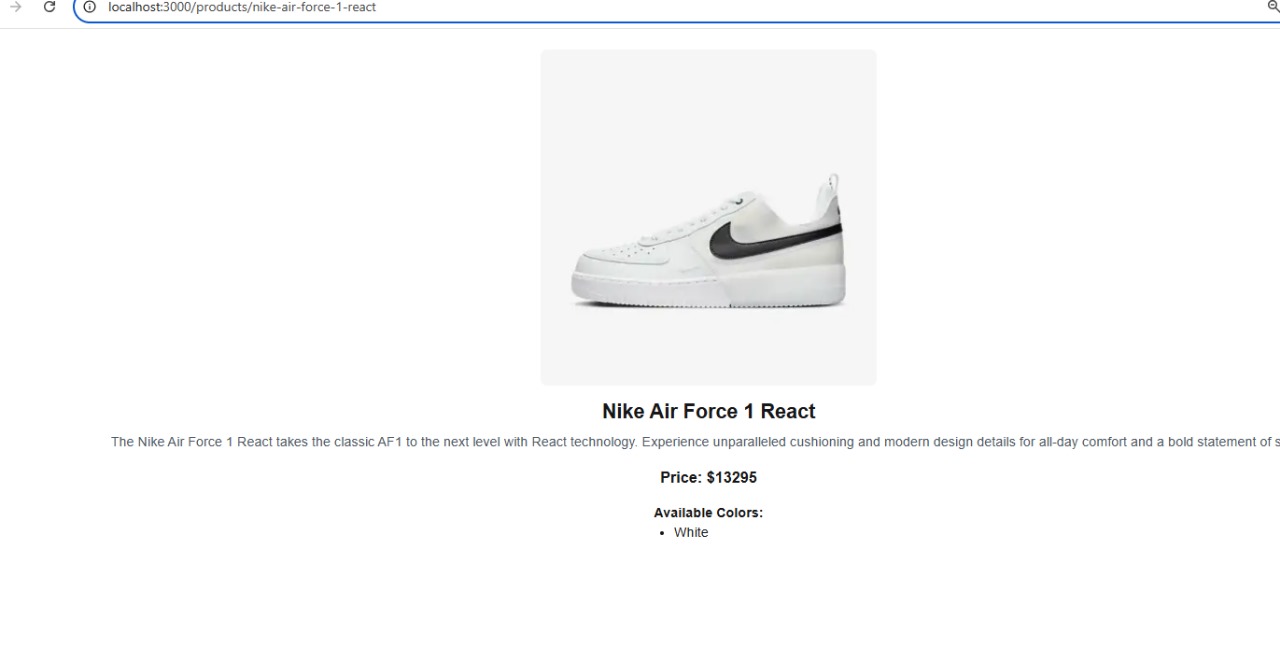 localhost:3000/products/nike-air-force-1-react
Nike Air Force 1 React
The Nike Air Force 1 React takes the classic AF1 to the next level with React technology. Experience unparalleled cushioning and modern design details for all-day comfort and a bold statement of
Price: $13295
Available Colors:
• White